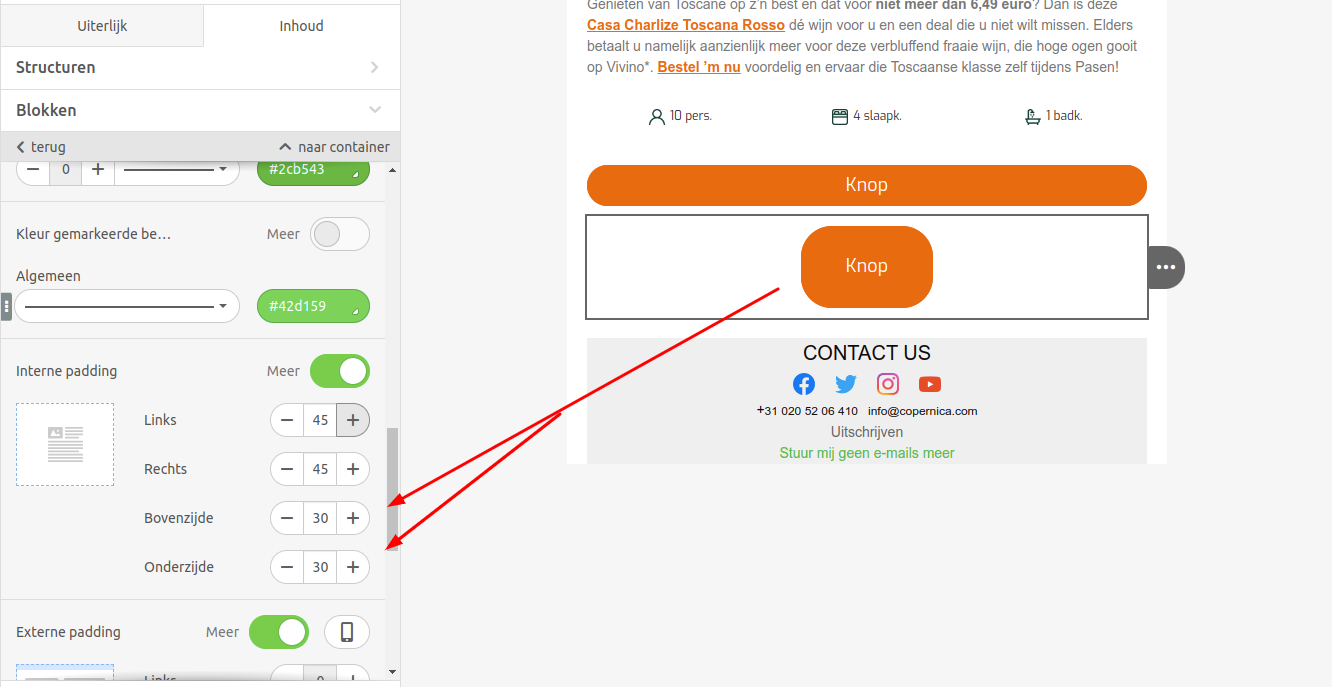 Uiterlijk
Inhoud
Structuren
Blokken
terug
naar container
0
#2cb543
Kleur gemarkeerde be…
Meer
Algemeen
#42d159
Interne padding
Meer
Links
45
Rechts
45
Bovenzijde
30
Onderzijde
30
Externe padding
Meer
Links
0
Genieten van Toscane op z'n best en dat voor niet meer dan 6,49 euro? Dan is deze
Casa Charlize Toscana Rosso dé wijn voor u en een deal die u niet wilt missen. Elders
betaalt u namelijk aanzienlijk meer voor deze verbluffend fraaie wijn, die hoge ogen gooit
op Vivino*. Bestel ’m nu voordelig en ervaar die Toscaanse klasse zelf tijdens Pasen!
10 pers.
4 slaapk.
1 badk.
Knop
Knop
CONTACT US
+31 020 52 06 410 info@copernica.com
Uitschrijven
Stuur mij geen e-mails meer